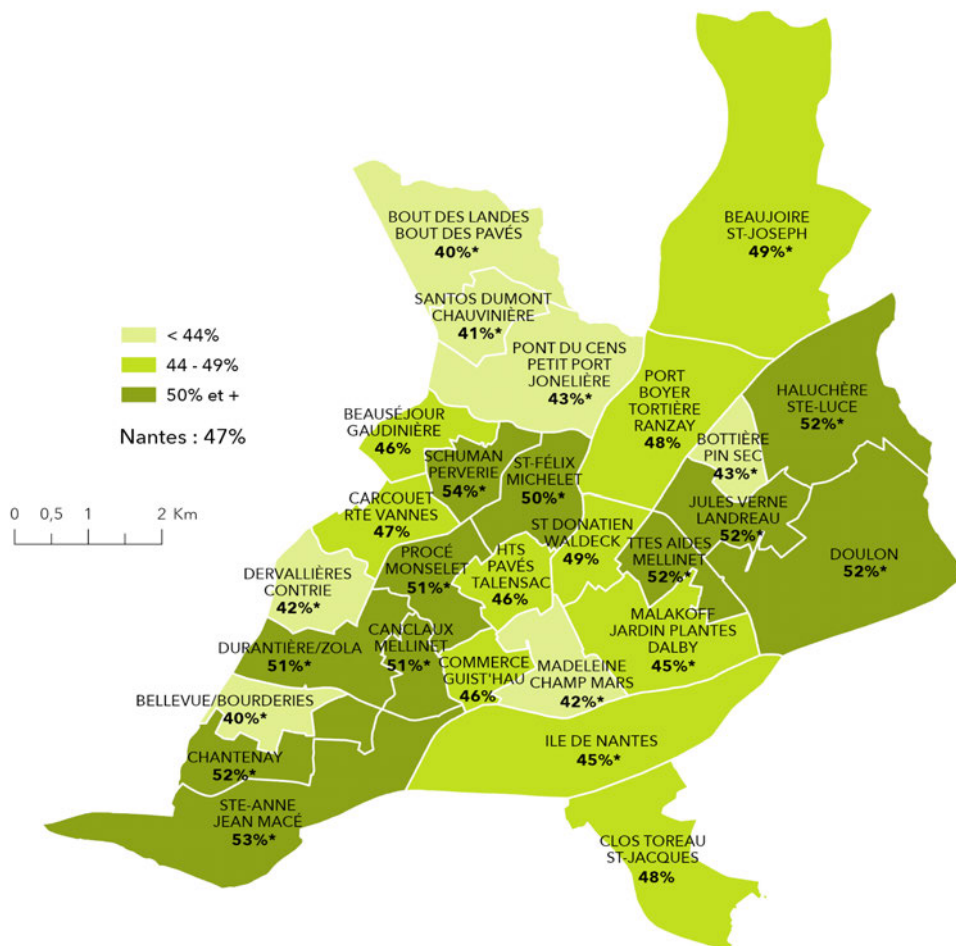 BOUT DES LANDES
BOUT DES PAVÉS
40%*
BEAUJOIRE
ST-JOSEPH
49%*
SANTOS DUMONT
CHAUVINIÈRE
41%*
< 44%
44 - 49%
50% et +
Nantes : 47%
PONT DU CENS
PETIT PORT
JONELIÈRE
43%*
PORT
BOYER
TORTIÈRE
RANZAY
48%
HALUCHÈRE
STE-LUCE
52%*
BEAUSÉJOUR
GAUDINIÈRE
46%
BOTTIÈRE
PIN SEC
43%*
SCHUMAN
PERVERIE
54%*
ST-FÉLIX
MICHELET
50%*
0 0,5 1 2 Km
CARCOUET
RTE VANNES
47%
JULES VERNE
LANDREAU
52%*
ST DONATIEN
WALDECK
49%
TTES AIDES
MELLINET
52%*
DOULON
52%*
PROCÉ
MONSELET
51%*
HTS
PAVÉS
TALENSAC
46%
DERVALLIÈRES
CONTRIE
42%*
MALAKOFF
JARDIN PLANTES
DALBY
45%*
DURANTIÈRE/ZOLA
51%*
CANCLAUX
MELLINET
51%*
COMMERCE
GUIST'HAU
46%
MADELEINE
CHAMP MARS
42%*
BELLEVUE/BOURDERIES
40%*
ILE DE NANTES
45%*
CHANTENAY
52%*
STE-ANNE
JEAN MACÉ
53%*
CLOS TOREAU
ST-JACQUES
48%